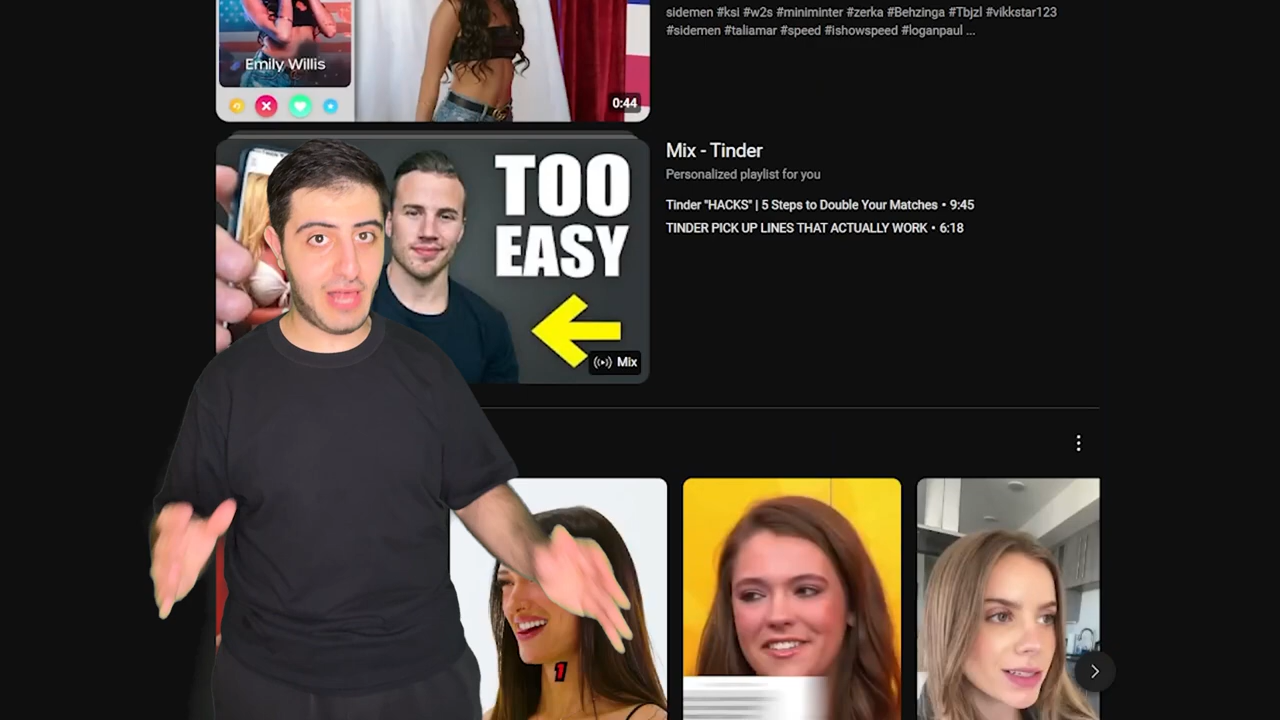 sidemen #ksi #w2s #miniminter #zerka #Behzinga #Tbjzl #vikkstar123
#sidemen #taliamar #speed #ishowspeed #loganpaul ...
Emily Willis
0:44
Mix - Tinder
Personalized playlist for you
Tinder "HACKS" | 5 Steps to Double Your Matches • 9:45
TINDER PICK UP LINES THAT ACTUALLY WORK • 6:18
TOO
EASY
Mix
1